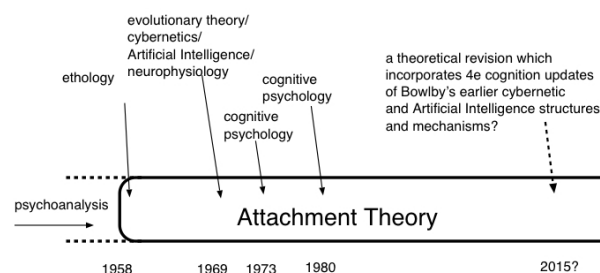 evolutionary theory/
cybernetics/
Artificial Intelligence/
neurophysiology
ethology
cognitive
psychology
cognitive
psychology
a theoretical revision which
incorporates 4e cognition updates
of Bowlby's earlier cybernetic
and Artificial Intelligence structures
and mechanisms?
psychoanalysis
Attachment Theory
1958
1969
1973
1980
2015?